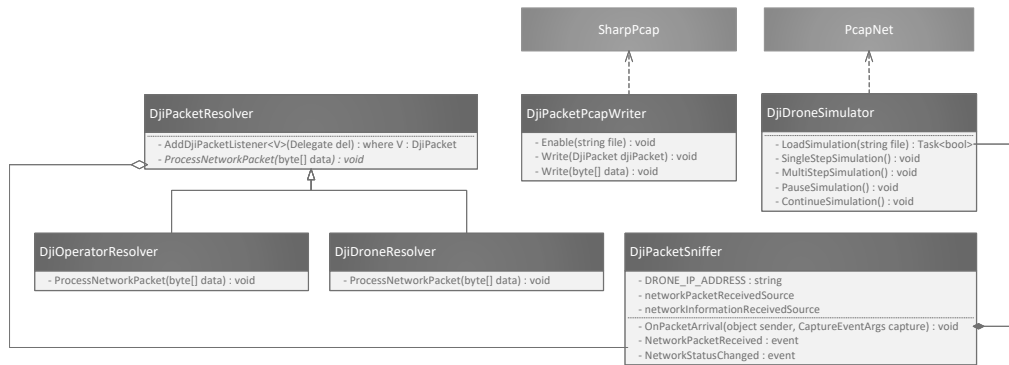 SharpPcap
PcapNet
DjiPacketResolver
- AddDjiPacketListener<V>(Delegate del) : where V : DjiPacket
- ProcessNetworkPacket(byte[] data) : void
DjiPacketPcapWriter
- Enable(string file) : void
- Write(DjiPacket djiPacket) : void
- Write(byte[] data) : void
DjiDroneSimulator
- LoadSimulation(string file) : Task<bool>
- SingleStepSimulation() : void
- MultiStepSimulation() : void
- PauseSimulation() : void
- ContinueSimulation() : void
DjiOperatorResolver
- ProcessNetworkPacket(byte[] data) : void
DjiDroneResolver
- ProcessNetworkPacket(byte[] data) : void
DjiPacketSniffer
- DRONE_IP_ADDRESS : string
- networkPacketReceivedSource
- networkInformationReceivedSource
- OnPacketArrival(object sender, CaptureEventArgs capture) : void
- NetworkPacketReceived : event
- NetworkStatusChanged : event